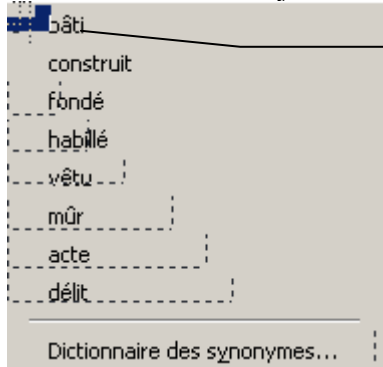 bâti
construit
fondé
habillé
vêtu
mûr
acte
délit
Dictionnaire des synonymes...